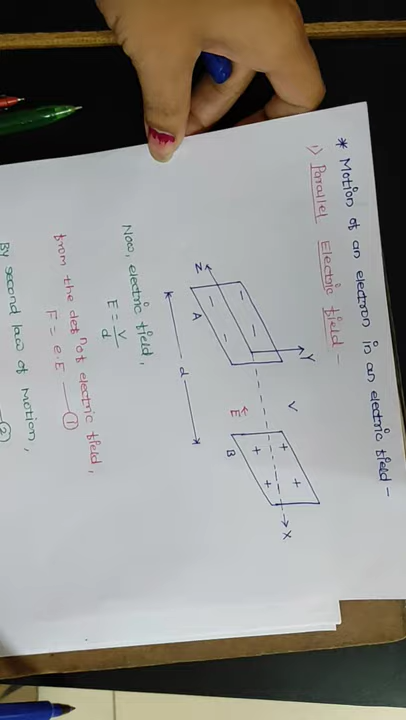 * Motion of an electron in an electric field -
1) Parallel Electric field -
Y
Z
V
X
E
A
B
d
Now, electric field,
E = V/d
from the defⁿ of electric field,
F = e.E —— ①
By second law of Motion,
②